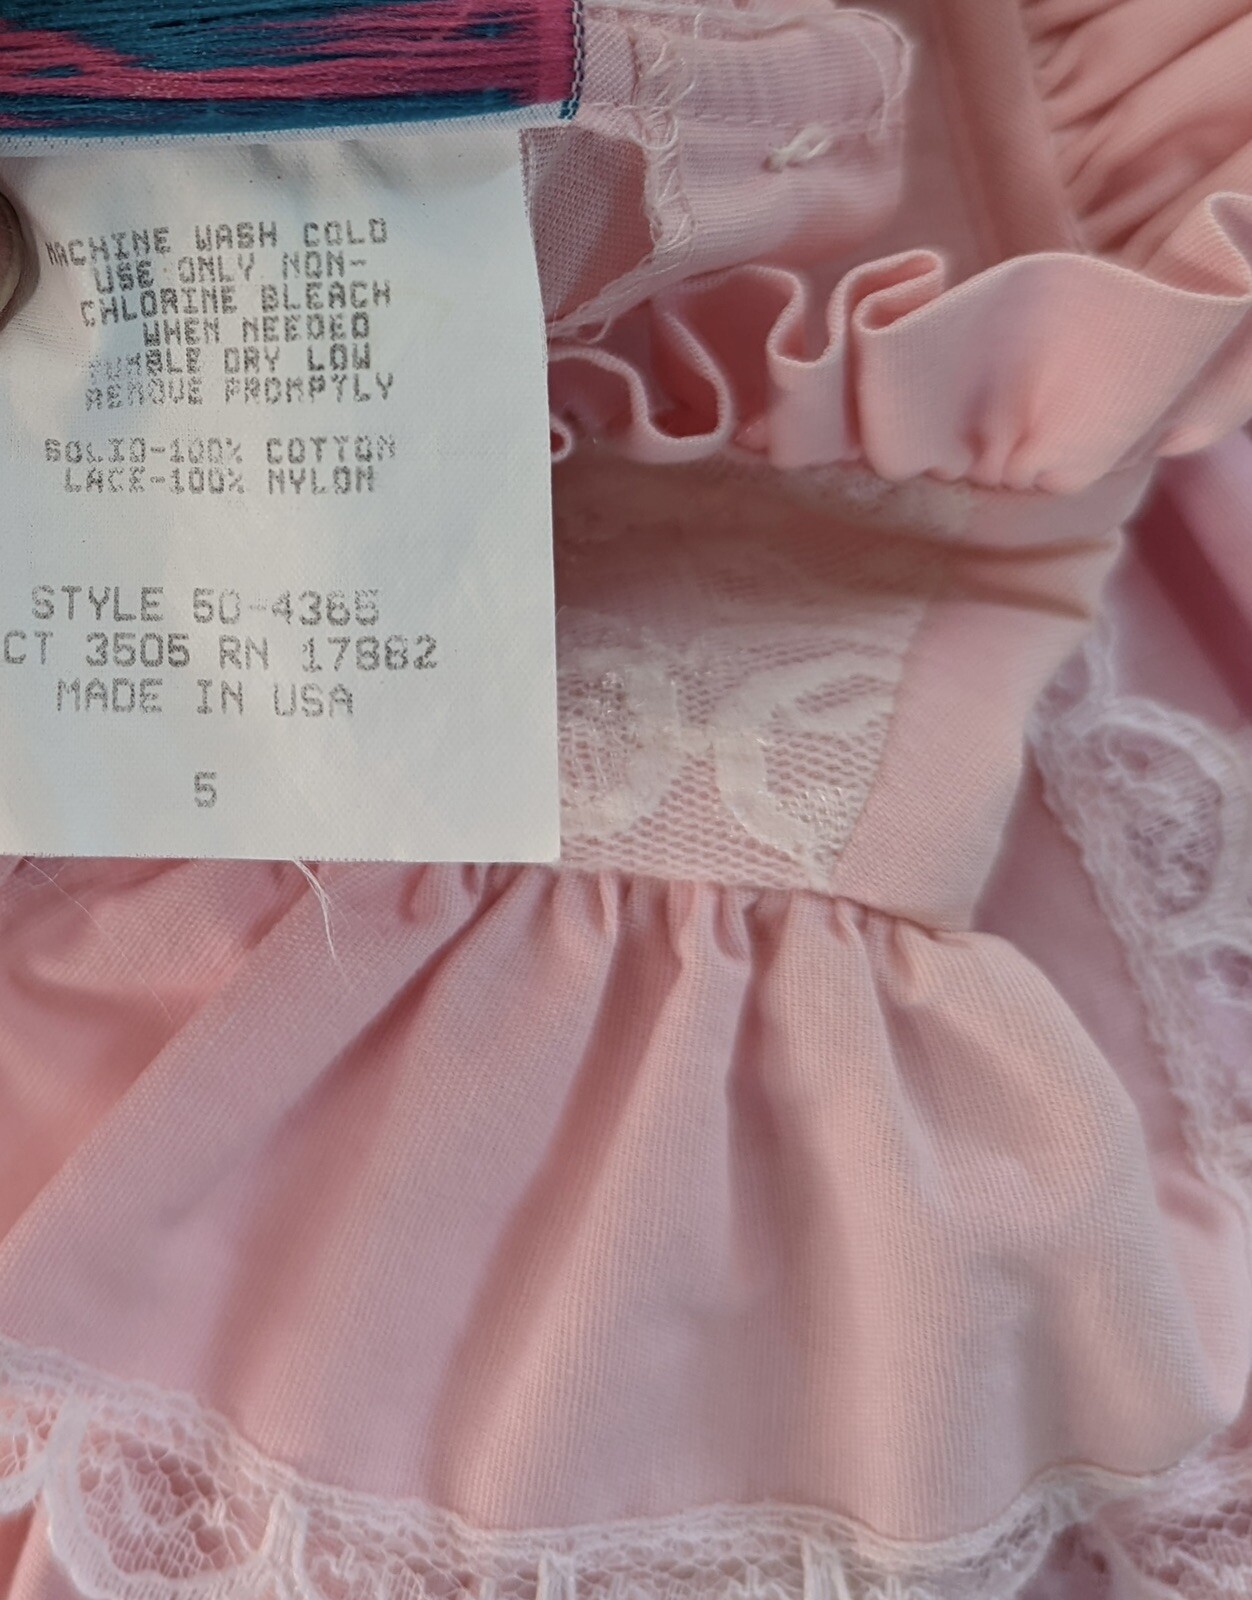 MACHINE WASH COLD
USE ONLY NON-
CHLORINE BLEACH
WHEN NEEDED
TUMBLE DRY LOW
REMOVE PROMPTLY
SOLID-100% COTTON
LACE-100% NYLON
STYLE 50-4365
CT 3505 RN 17882
MADE IN USA
5